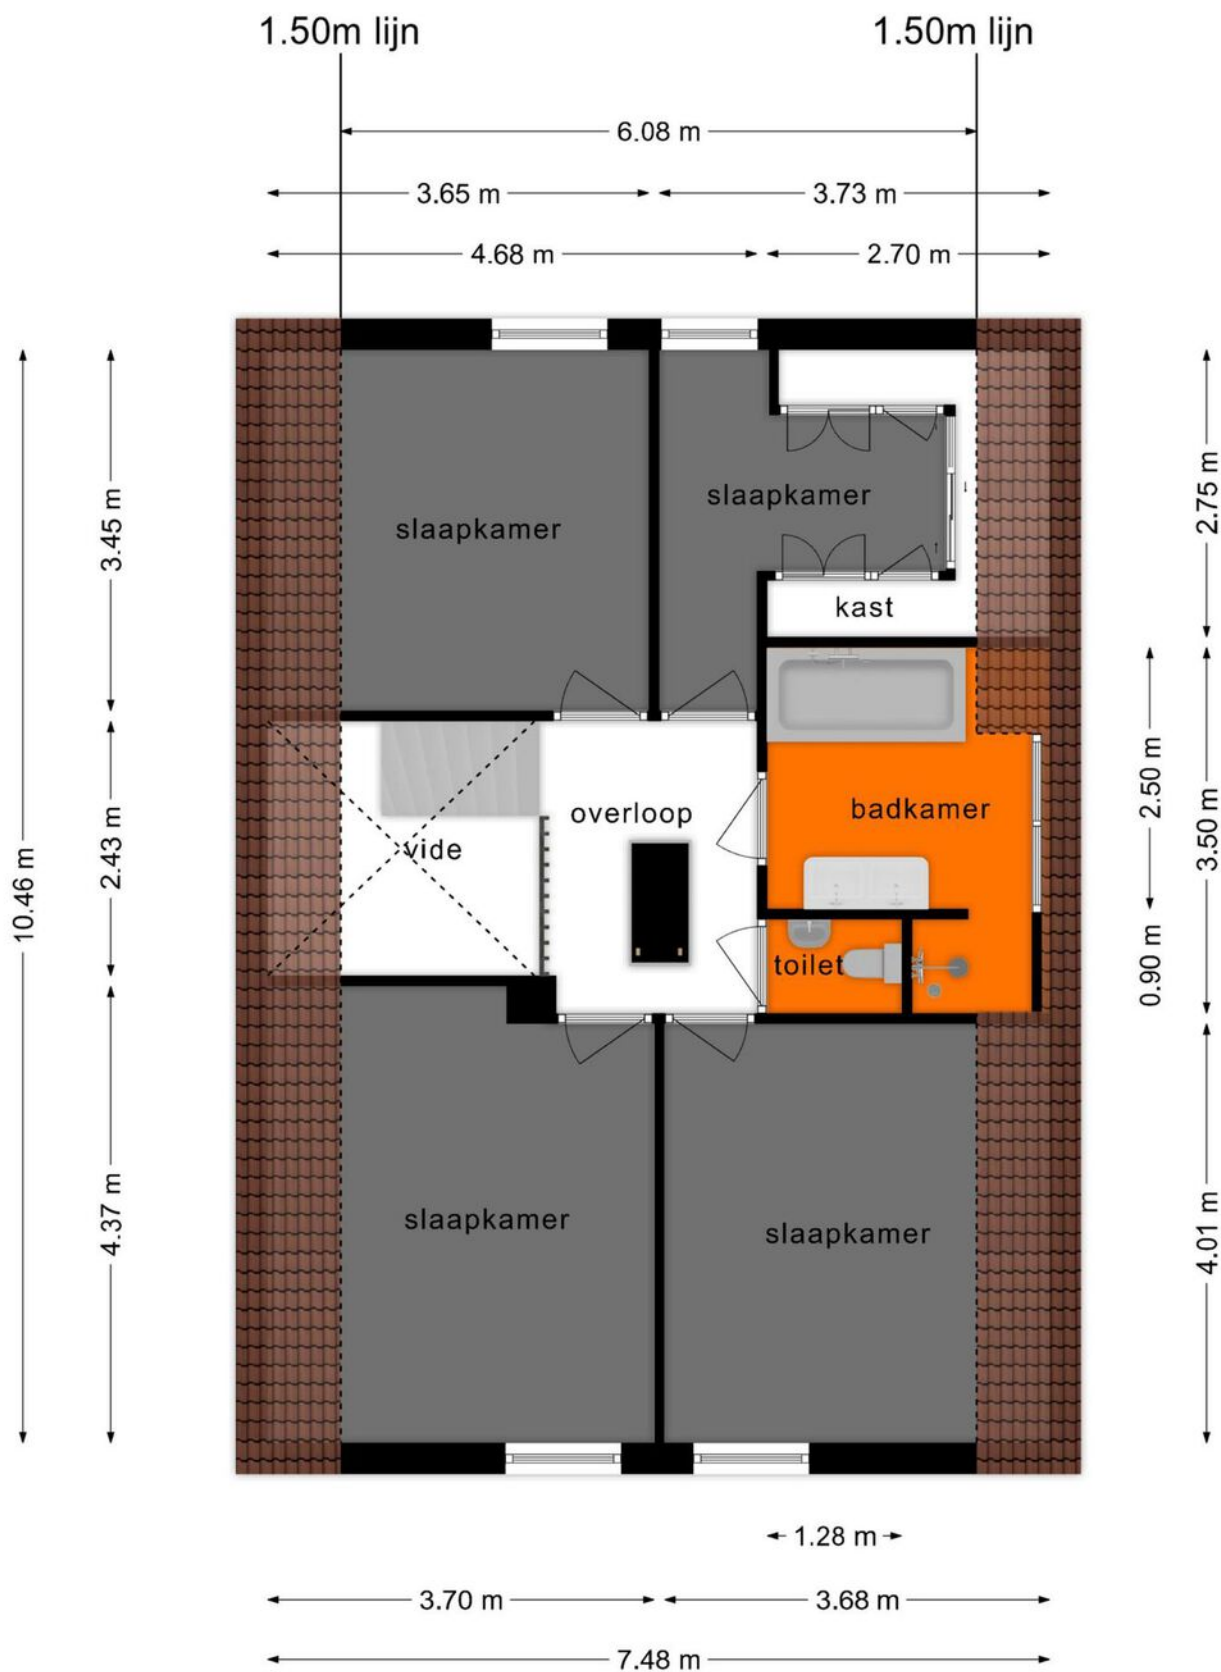 1.50m lijn 1.50m lijn
6.08 m
3.65 m 3.73 m
4.68 m 2.70 m
3.45 m
2.75 m
slaapkamer
slaapkamer
kast
10.46 m
2.43 m
vide
overloop
badkamer
2.50 m
3.50 m
toilet
0.90 m
4.37 m
slaapkamer
slaapkamer
4.01 m
1.28 m
3.70 m 3.68 m
7.48 m